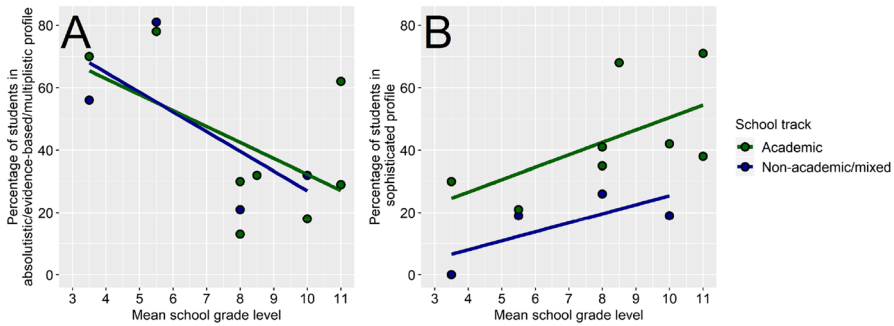 A
Percentage of students in
absolutistic/evidence-based/multiplistic profile
80
60
40
20
0
3 4 5 6 7 8 9 10 11
Mean school grade level
B
Percentage of students in
sophisticated profile
80
60
40
20
0
3 4 5 6 7 8 9 10 11
Mean school grade level
School track
Academic
Non-academic/mixed